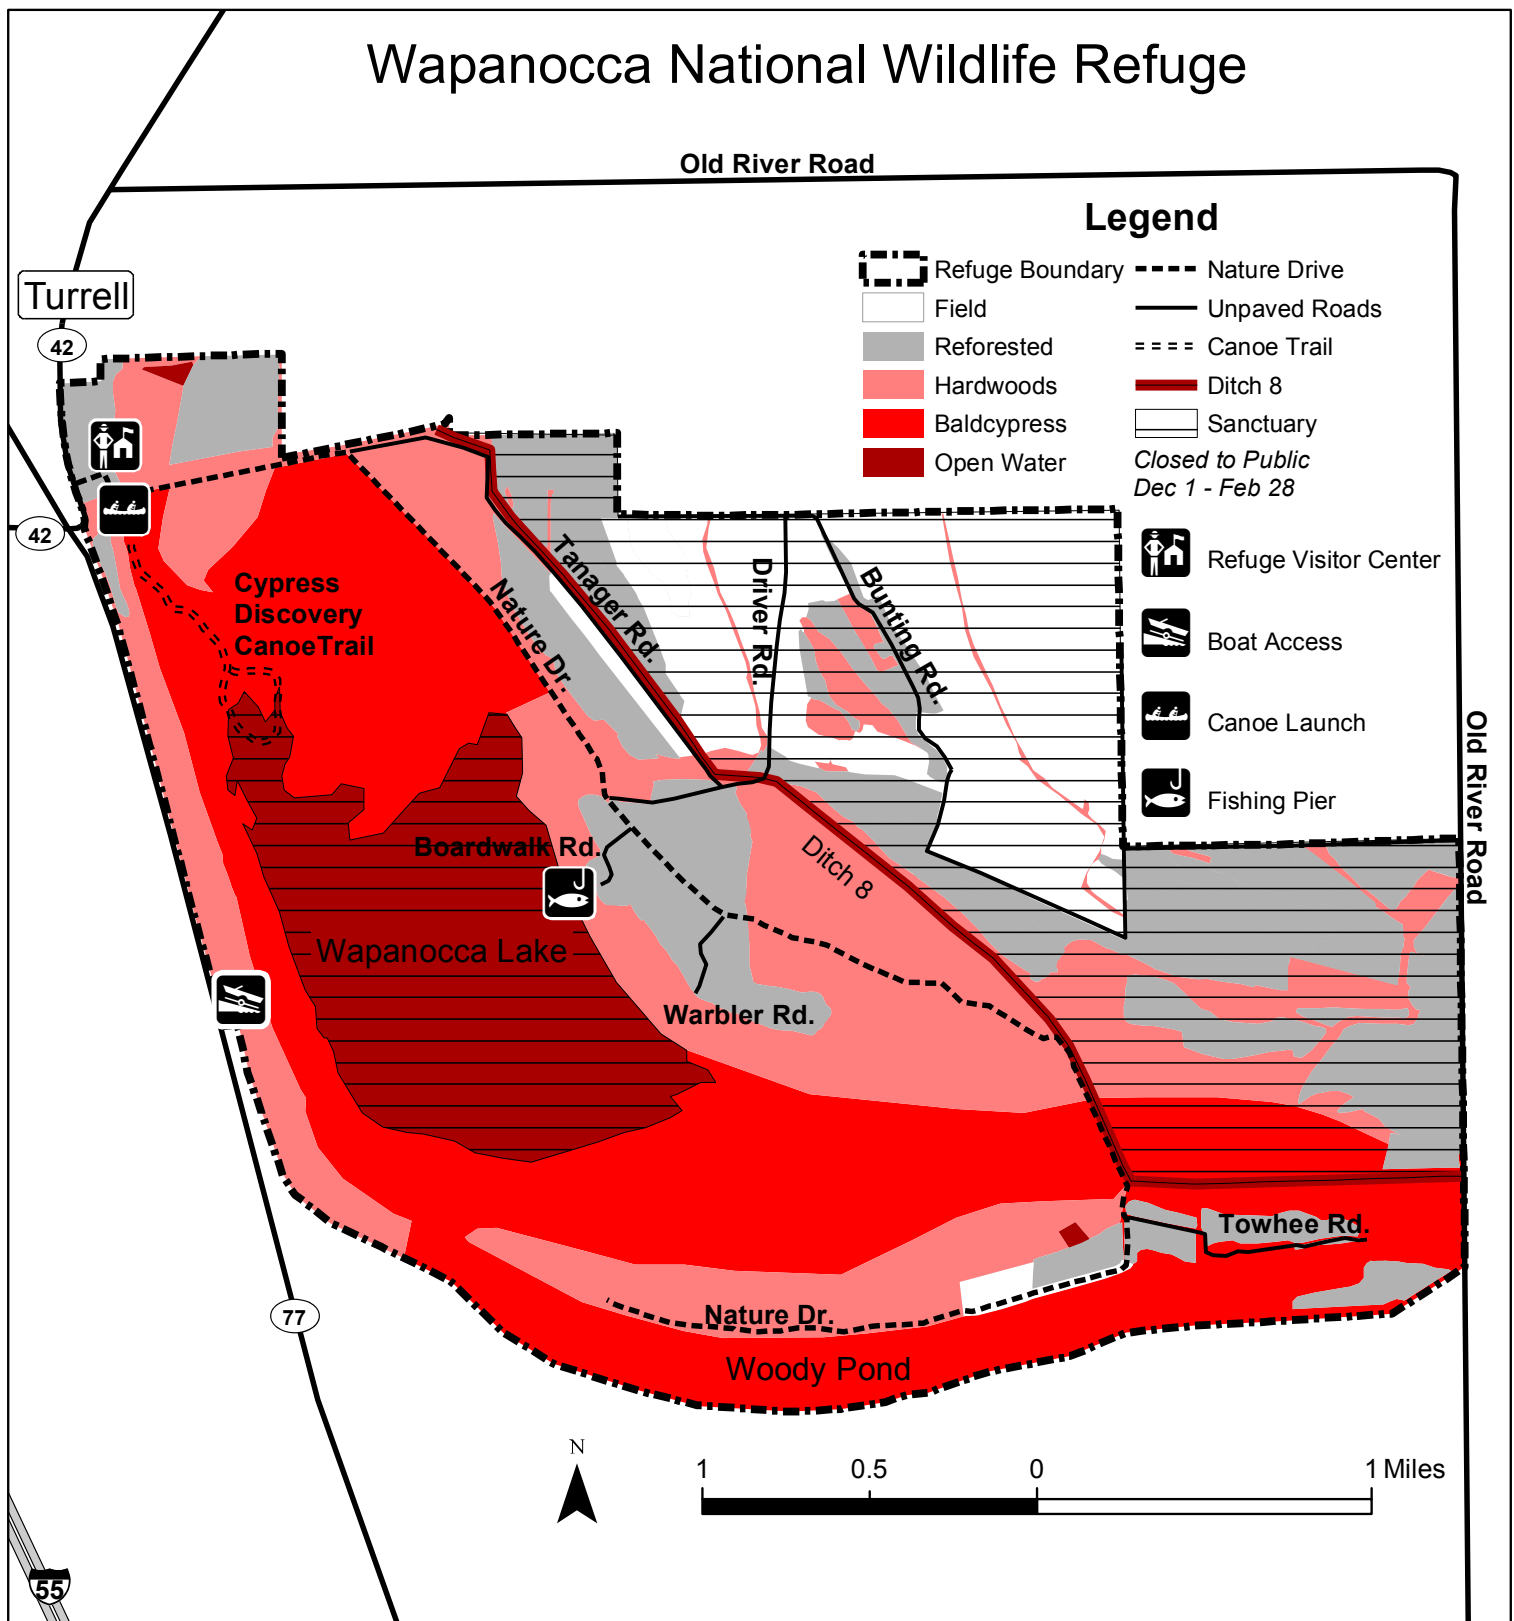 Wapanocca National Wildlife Refuge
Old River Road
Legend
Refuge Boundary
Field
Reforested
Hardwoods
Baldcypress
Open Water
Nature Drive
Unpaved Roads
Canoe Trail
Ditch 8
Sanctuary
Closed to Public
Dec 1 - Feb 28
Refuge Visitor Center
Boat Access
Canoe Launch
Fishing Pier
Turrell
42
42
Cypress
Discovery
CanoeTrail
Nature Dr.
Tanager Rd.
Driver Rd.
Bunting Rd.
Old River Road
Boardwalk Rd.
Ditch 8
Wapanocca Lake
Warbler Rd.
Towhee Rd.
Nature Dr.
77
Woody Pond
N
1 0.5 0 1 Miles
55